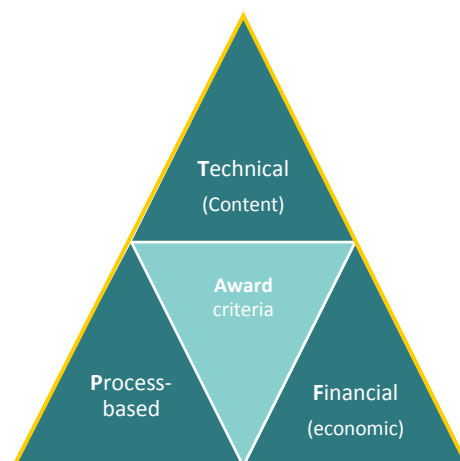 Technical
(Content)
Award
criteria
Process-
based
Financial
(economic)